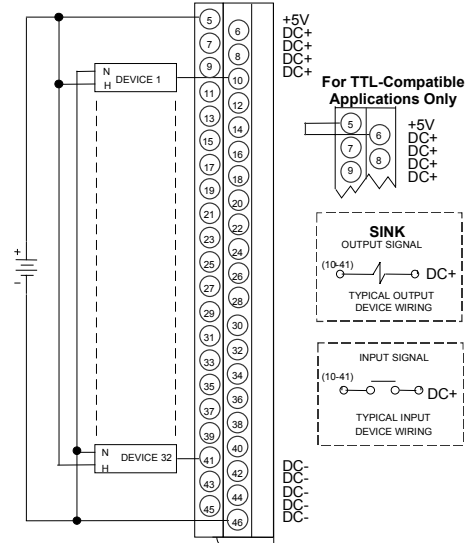 5
+5V
6
DC+
7
DC+
8
DC+
9
DC+
N
H
DEVICE 1
10
11
12
13
14
15
16
17
18
19
20
21
22
23
24
25
26
27
28
29
30
31
32
33
34
35
36
37
38
39
40
N
H
DEVICE 32
41
42
43
44
45
46
DC-
DC-
DC-
DC-
DC-
+
−
For TTL-Compatible
Applications Only
5
6
7
8
9
+5V
DC+
DC+
DC+
DC+
SINK
OUTPUT SIGNAL
(10-41)
DC+
TYPICAL OUTPUT
DEVICE WIRING
INPUT SIGNAL
(10-41)
DC+
TYPICAL INPUT
DEVICE WIRING